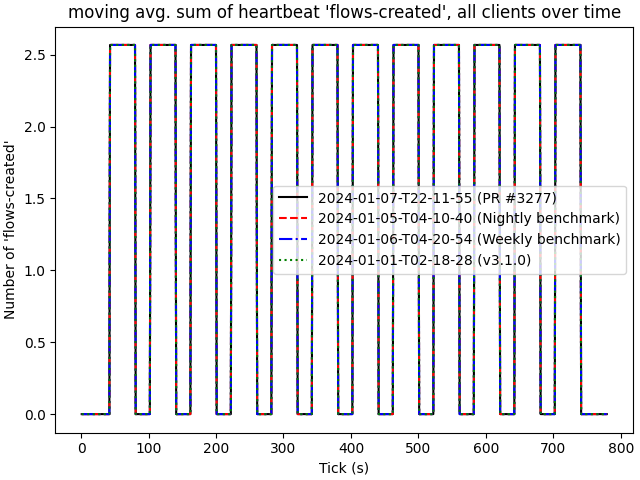 moving avg. sum of heartbeat 'flows-created', all clients over time
Number of 'flows-created'
2.5
2.0
1.5
1.0
0.5
0.0
2024-01-07-T22-11-55 (PR #3277)
2024-01-05-T04-10-40 (Nightly benchmark)
2024-01-06-T04-20-54 (Weekly benchmark)
2024-01-01-T02-18-28 (v3.1.0)
0 100 200 300 400 500 600 700 800
Tick (s)